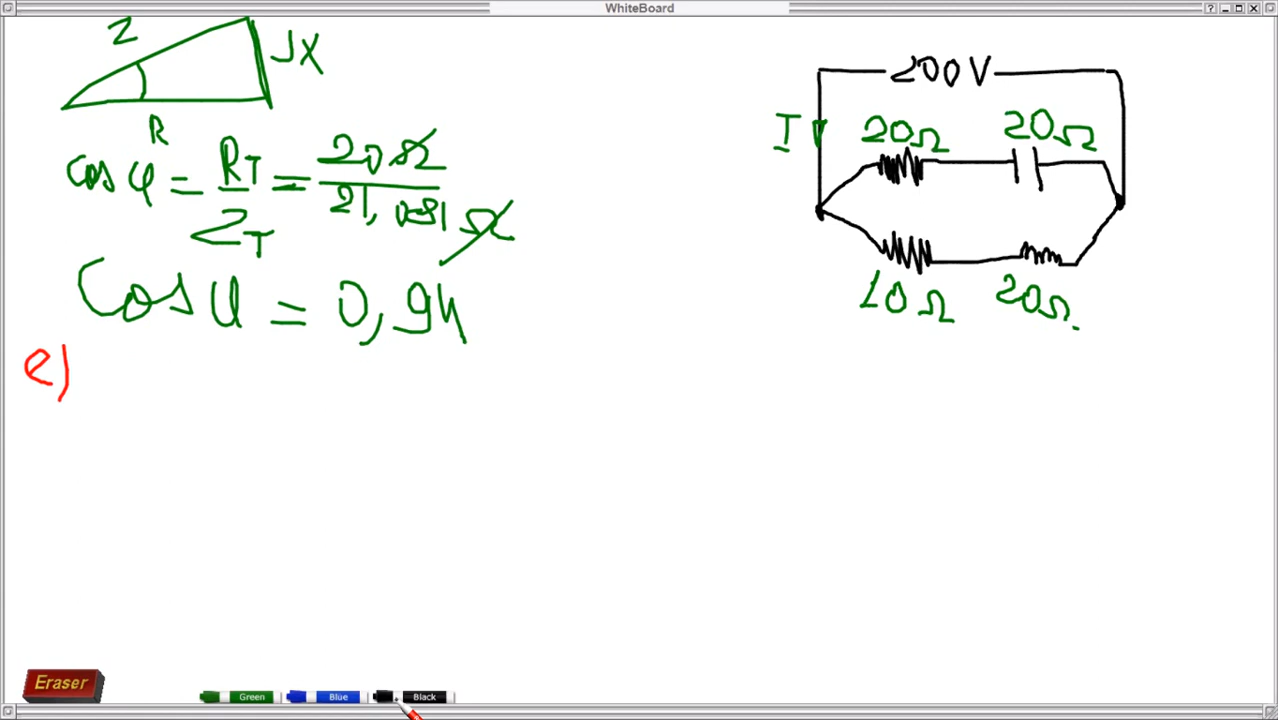 WhiteBoard
Z
JX
R
cos φ = RT / ZT = 20 Ω / 21,081 Ω
Cos φ = 0,94
e)
200V
I
20Ω
20Ω
10Ω
20Ω.
Eraser
Green
Blue
Black